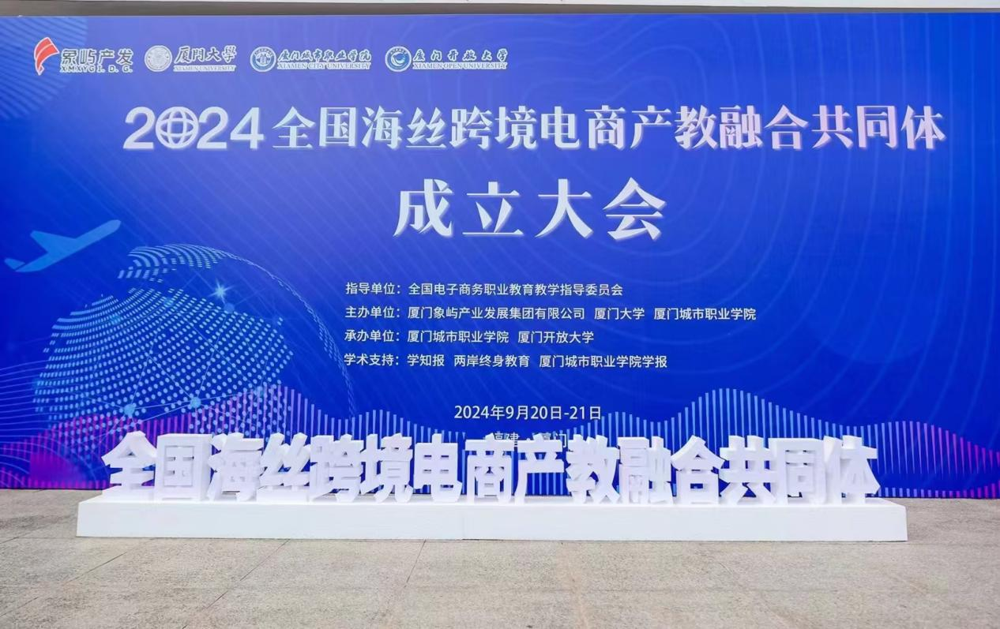 象屿产发 厦门大学 厦门城市职业学院 厦门开放大学
XMXYG I. D. G. XIAMEN UNIVERSITY XIAMEN CITY UNIVERSITY XIAMEN OPEN UNIVERSITY
2024全国海丝跨境电商产教融合共同体
成立大会
指导单位：全国电子商务职业教育教学指导委员会
主办单位：厦门象屿产业发展集团有限公司 厦门大学 厦门城市职业学院
承办单位：厦门城市职业学院 厦门开放大学
学术支持：学知报 两岸终身教育 厦门城市职业学院学报
2024年9月20日-21日
福建 · 厦门
全国海丝跨境电商产教融合共同体